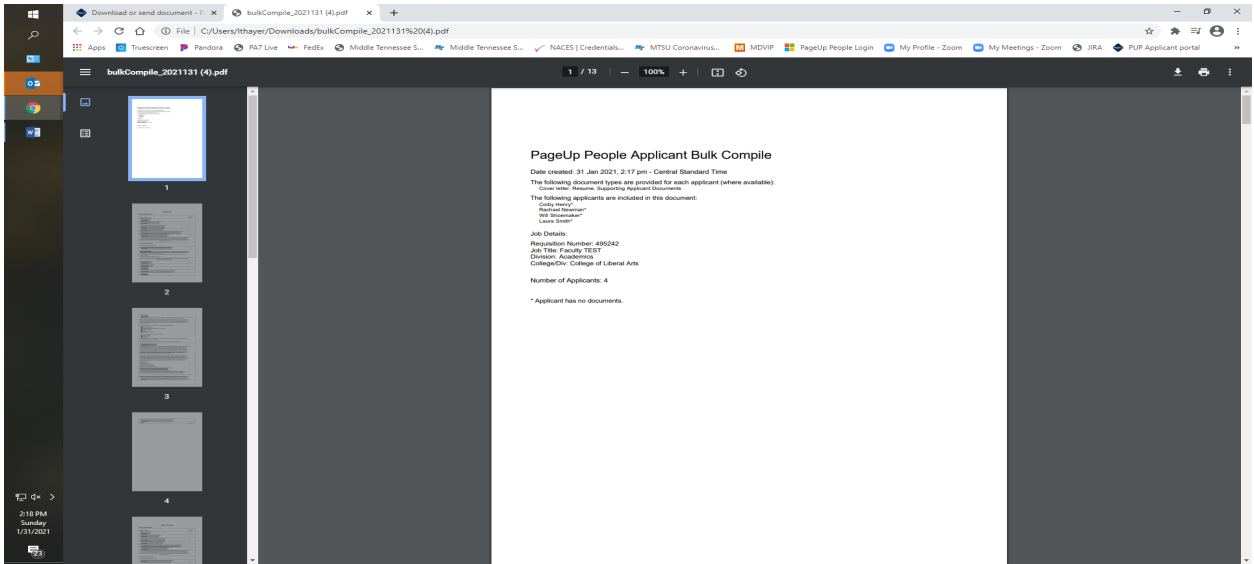 Download or send document - P
bulkCompile_2021131 (4).pdf
File | C:/Users/lthayer/Downloads/bulkCompile_2021131%20(4).pdf
Apps Truescreen Pandora PA7 Live FedEx Middle Tennessee S... Middle Tennessee S... NACES | Credentials... MTSU Coronavirus... MDVIP PageUp People Login My Profile - Zoom My Meetings - Zoom JIRA PUP Applicant portal »
bulkCompile_2021131 (4).pdf
1 / 13 | — 100% + |
1
2
3
4
PageUp People Applicant Bulk Compile
Date created: 31 Jan 2021, 2:17 pm - Central Standard Time
The following document types are provided for each applicant (where available):
Cover letter, Resume, Supporting Applicant Documents
The following applicants are included in this document:
Colby Henry*
Rachael Newman*
Will Shoemaker*
Laura Smith*
Job Details:
Requisition Number: 495242
Job Title: Faculty TEST
Division: Academics
College/Div: College of Liberal Arts
Number of Applicants: 4
* Applicant has no documents.
2:18 PM
Sunday
1/31/2021
23